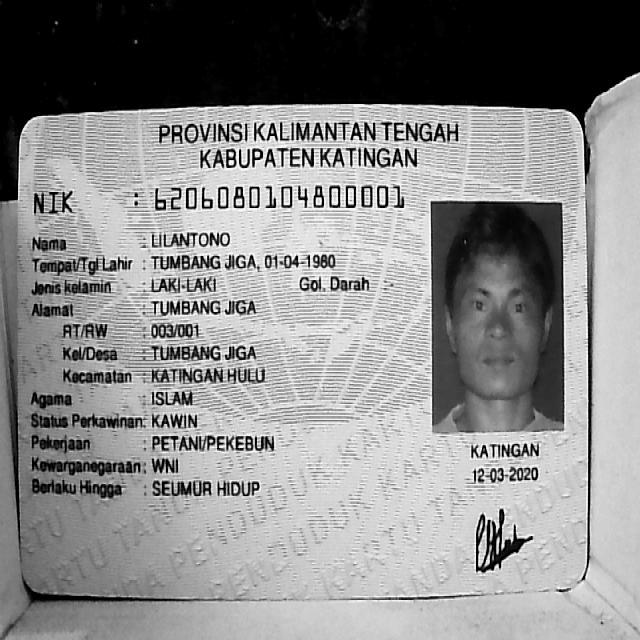 PROVINSI KALIMANTAN TENGAH
KABUPATEN KATINGAN
NIK : 6206080104800001
Nama : LILANTONO
Tempat/Tgl Lahir : TUMBANG JIGA, 01-04-1980
Jenis kelamin : LAKI-LAKI Gol. Darah : -
Alamat : TUMBANG JIGA
RT/RW : 003/001
Kel/Desa : TUMBANG JIGA
Kecamatan : KATINGAN HULU
Agama : ISLAM
Status Perkawinan: KAWIN
Pekerjaan : PETANI/PEKEBUN
Kewarganegaraan: WNI
Berlaku Hingga : SEUMUR HIDUP
KATINGAN
12-03-2020